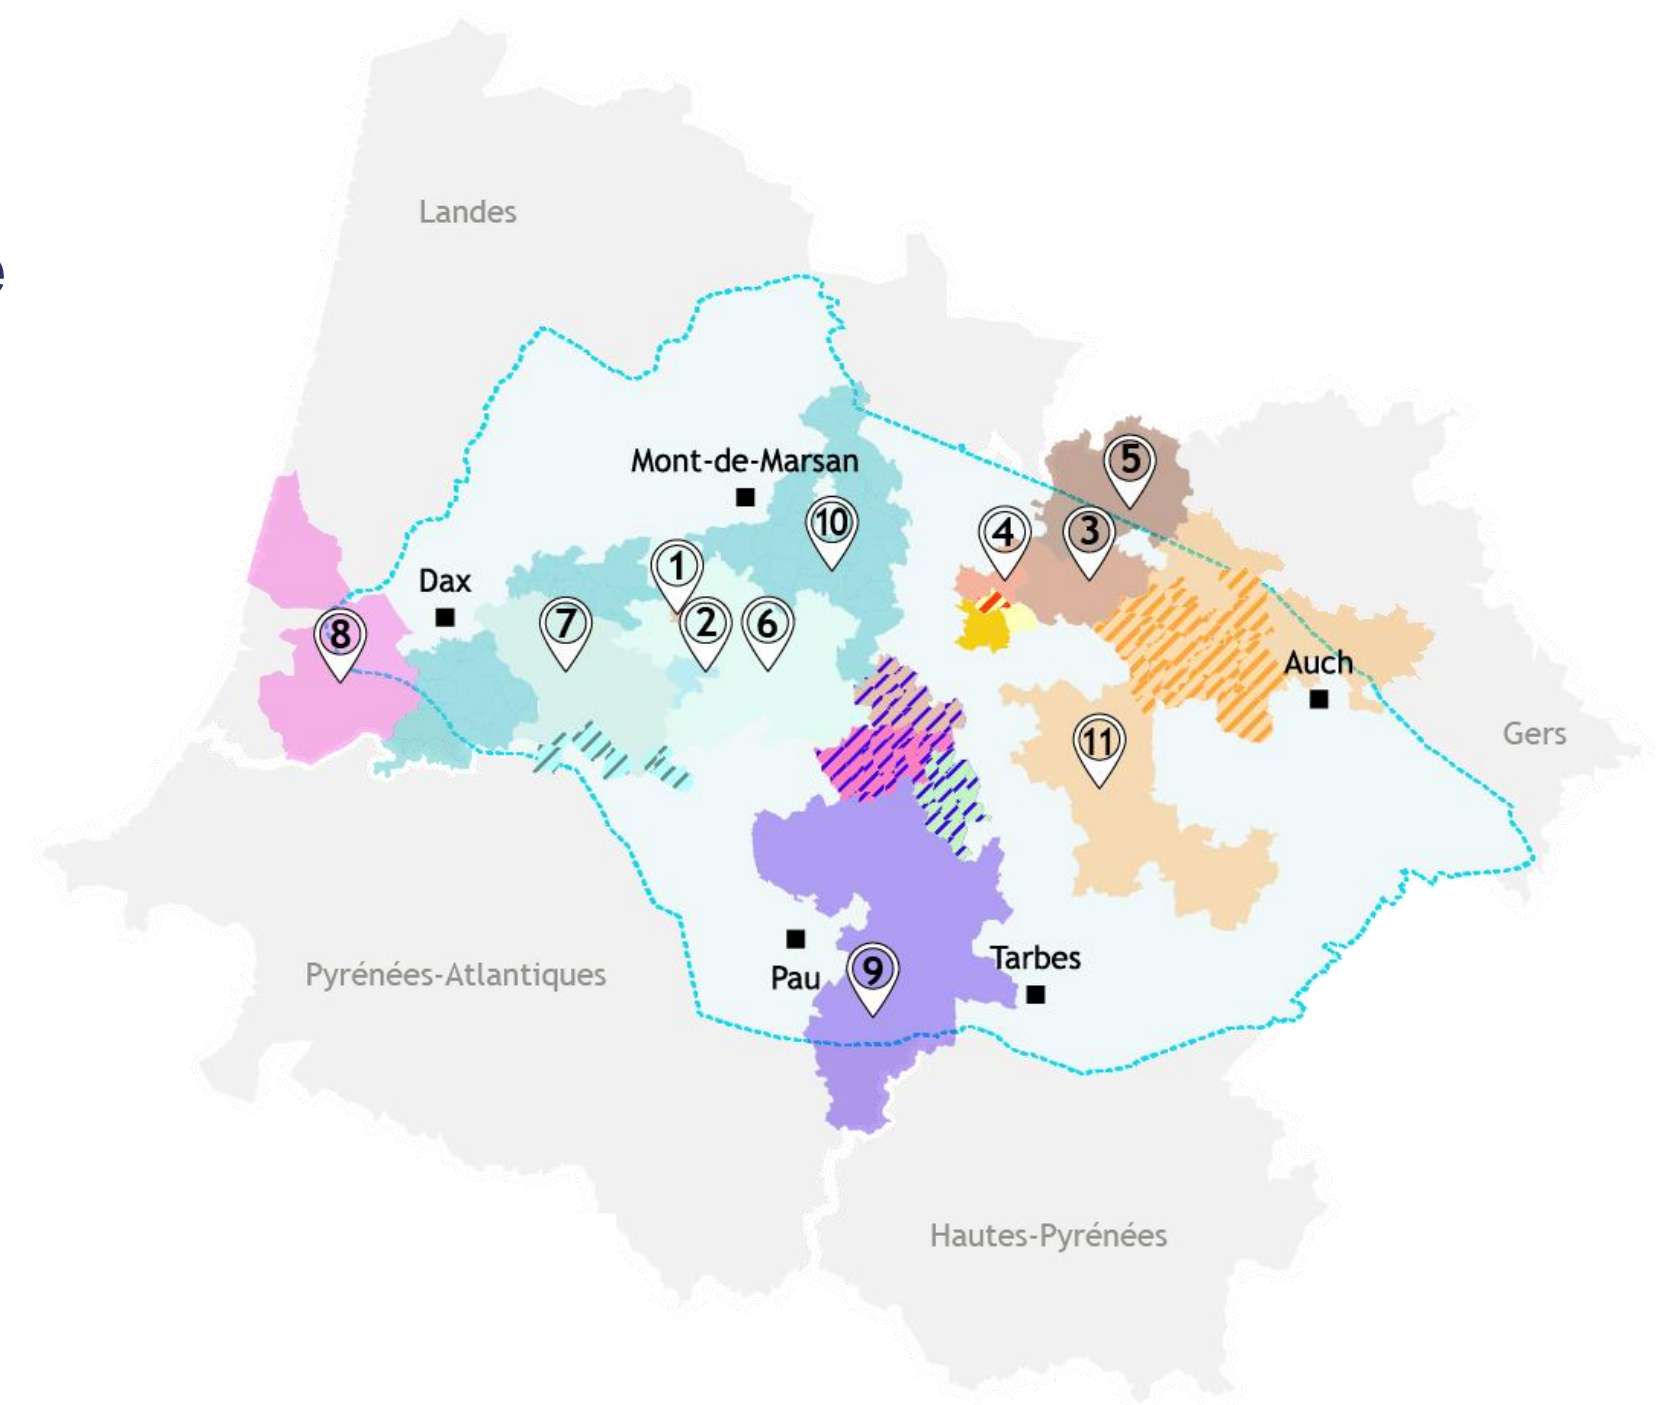 Landes
e
Mont-de-Marsan
5
10
4
3
1
Dax
7
2
6
8
Auch
11
Gers
Pyrénées-Atlantiques
Pau
9
Tarbes
Hautes-Pyrénées